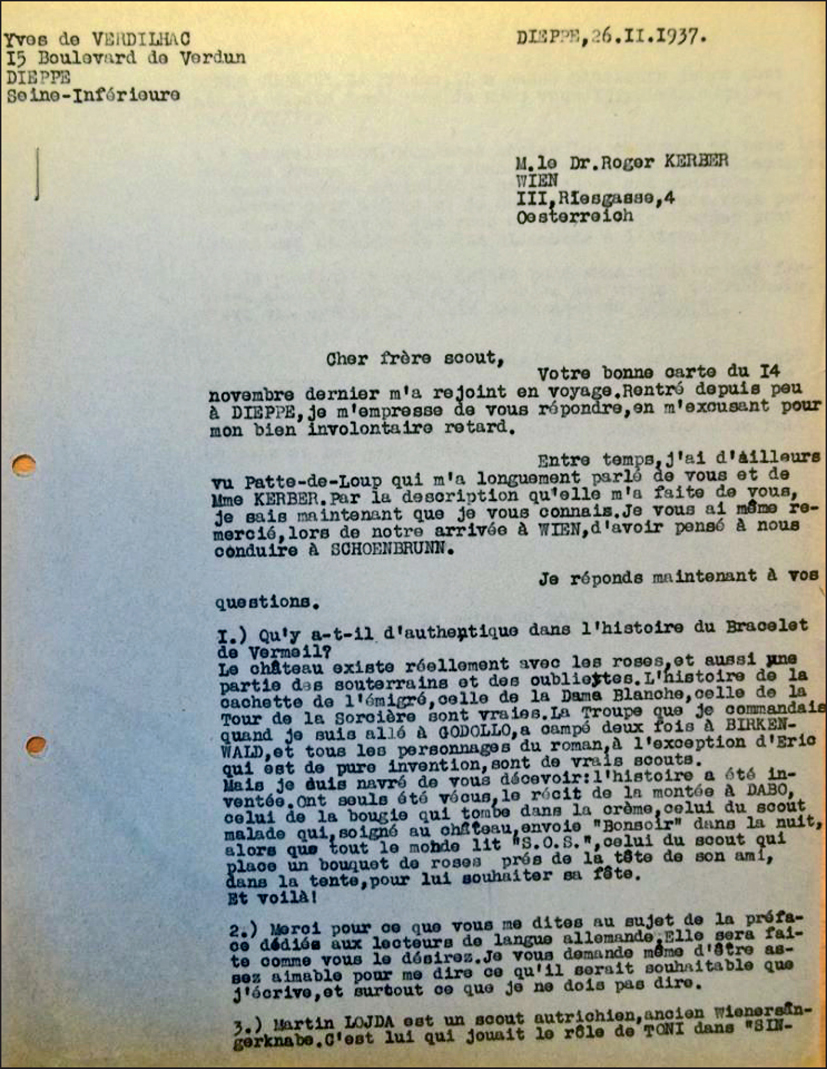 Yves de VERDILHAC
I5 Boulevard de Verdun
DIEPPE
Seine-Inférieure
DIEPPE,26.II.I937.
M.le Dr.Roger KERBER
WIEN
III,RIesgasse,4
Oesterreich
Cher frère scout,
Votre bonne carte du I4
novembre dernier m'a rejoint en voyage.Rentré depuis peu
à DIEPPE,je m'empresse de vous répondre,en m'excusant pour
mon bien involontaire retard.
Entre temps,j'ai d'ailleurs
vu Patte-de-Loup qui m'a longuement parlé de vous et de
Mme KERBER.Par la description qu'elle m'a faite de vous,
je sais maintenant que je vous connais.Je vous ai même re-
mercié,lors de notre arrivée à WIEN,d'avoir pensé à nous
conduire à SCHOENBRUNN.
Je réponds maintenant à vos
questions.
I.) Qu'y a-t-il d'authentique dans l'histoire du Bracelet
de Vermeil?
Le château existe réellement avec les roses,et aussi une
partie des souterrains et des oubliettes.L'histoire de la
cachette de l'émigré,celle de la Dame Blanche,celle de la
Tour de la Sorcière sont vraies.La Troupe que je commandais
quand je suis allé à GODOLLO,a campé deux fois à BIRKEN-
WALD,et tous les personnages du roman,à l'exception d'Eric
qui est de pure invention,sont de vrais scouts.
Mais je suis navré de vous décevoir:l'histoire a été in-
ventée.Ont seuls été vécus,le récit de la montée à DABO,
celui de la bougie qui tombe dans la crème,celui du scout
malade qui,soigné au château,envoie "Bonsoir" dans la nuit,
alors que tout le monde lit "S.O.S.",celui du scout qui
place un bouquet de roses prés de la tête de son ami,
dans la tente,pour lui souhaiter sa fête.
Et voilà!
2.) Merci pour ce que vous me dites au sujet de la préfa-
ce dédiée aux lecteurs de langue allemande.Elle sera fai-
te comme vous le désirez.Je vous demande même d'être as-
sez aimable pour me dire ce qu'il serait souhaitable que
j'écrive,et surtout ce que je ne dois pas dire.
3.) Martin LOJDA est un scout autrichien,ancien Wienersän-
gerknabe.C'est lui qui jouait le rôle de TONI dans "SIN-